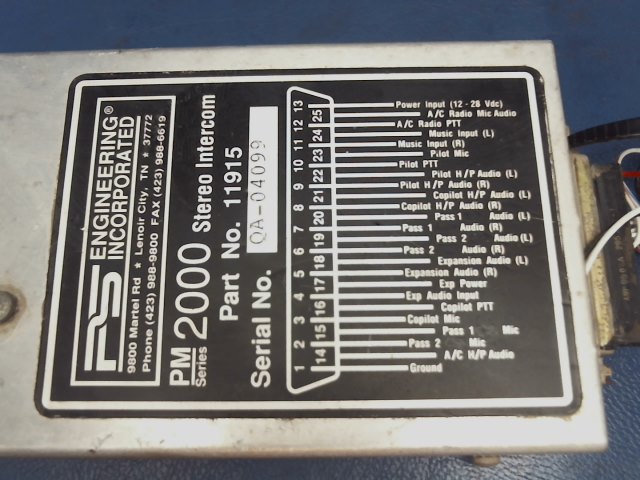 PS ENGINEERING®
INCORPORATED
9800 Martel Rd ★ Lenoir City, TN ★ 37772
Phone (423) 988-9800 FAX (423) 988-6619
PM 2000 Stereo Intercom
Series
Part No. 11915
Serial No. QA-04099
13 Power Input (12 - 28 Vdc)
25 A/C Radio Mic Audio
12 A/C Radio PTT
24 Music Input (L)
11 Music Input (R)
23 Pilot Mic
10 Pilot PTT
22 Pilot H/P Audio (L)
9 Pilot H/P Audio (R)
21 Copilot H/P Audio (L)
8 Copilot H/P Audio (R)
20 Pass 1 Audio (L)
7 Pass 1 Audio (R)
19 Pass 2 Audio (L)
6 Pass 2 Audio (R)
18 Expansion Audio (L)
5 Expansion Audio (R)
17 Exp Power
4 Exp Audio Input
16 Copilot PTT
3 Copilot Mic
15 Pass 1 Mic
2 Pass 2 Mic
14 A/C H/P Audio
1 Ground